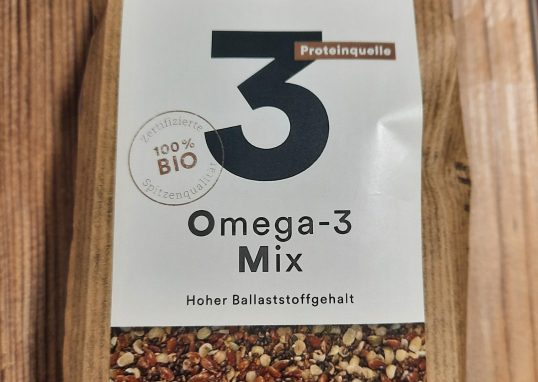 3
Proteinquelle
Zertifizierte
100%
BIO
Spitzenqualität
Omega-3
Mix
Hoher Ballaststoffgehalt